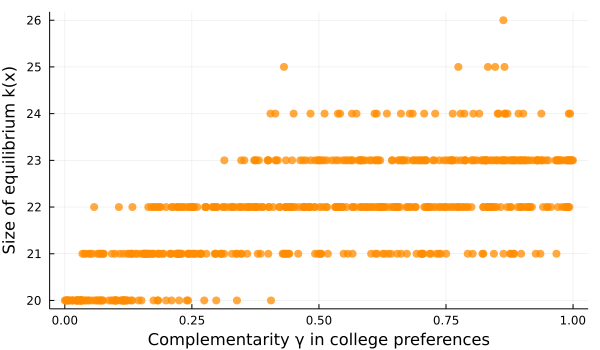 26
25
24
23
22
21
20
Size of equilibrium k(x)
0.00 0.25 0.50 0.75 1.00
Complementarity γ in college preferences